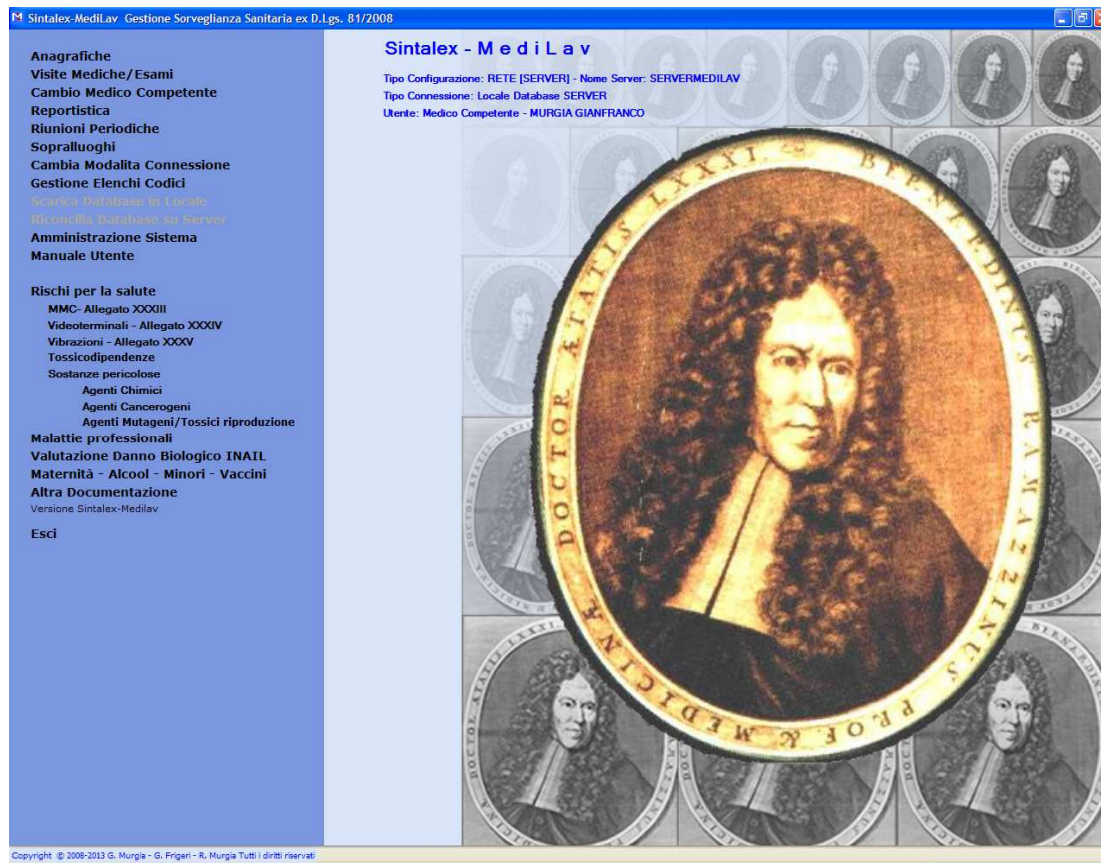 Sintalex-MediLav Gestione Sorveglianza Sanitaria ex D.Lgs. 81/2008
Anagrafiche
Visite Mediche/Esami
Cambio Medico Competente
Reportistica
Riunioni Periodiche
Sopralluoghi
Cambia Modalita Connessione
Gestione Elenchi Codici
Scarica Database in Locale
Riconcilia Database su Server
Amministrazione Sistema
Manuale Utente
Rischi per la salute
MMC- Allegato XXXIII
Videoterminali - Allegato XXXIV
Vibrazioni - Allegato XXXV
Tossicodipendenze
Sostanze pericolose
Agenti Chimici
Agenti Cancerogeni
Agenti Mutageni/Tossici riproduzione
Malattie professionali
Valutazione Danno Biologico INAIL
Maternità - Alcool - Minori - Vaccini
Altra Documentazione
Versione Sintalex-Medilav
Esci
Sintalex - M e d i L a v
Tipo Configurazione: RETE [SERVER] - Nome Server: SERVERMEDILAV
Tipo Connessione: Locale Database SERVER
Utente: Medico Competente - MURGIA GIANFRANCO
BERNARDINUS RAMAZZINUS PROF & MEDICINÆ DOCTOR ÆTATIS LXXXI.
Copyright © 2008-2013 G. Murgia - G. Frigeri - R. Murgia Tutti i diritti riservati